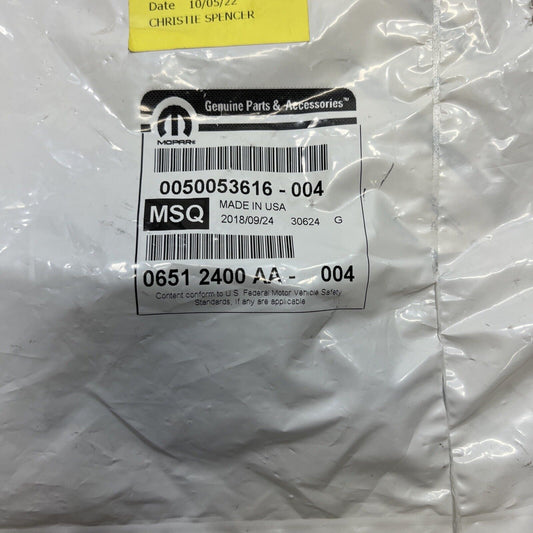 Date 10/05/22
CHRISTIE SPENCER
Genuine Parts & Accessories™
MOPAR®
0050053616 - 004
MSQ
MADE IN USA
2018/09/24 30624 G
0651 2400 AA - 004
Content conform to U.S. Federal Motor Vehicle Safety
Standards, if any are applicable